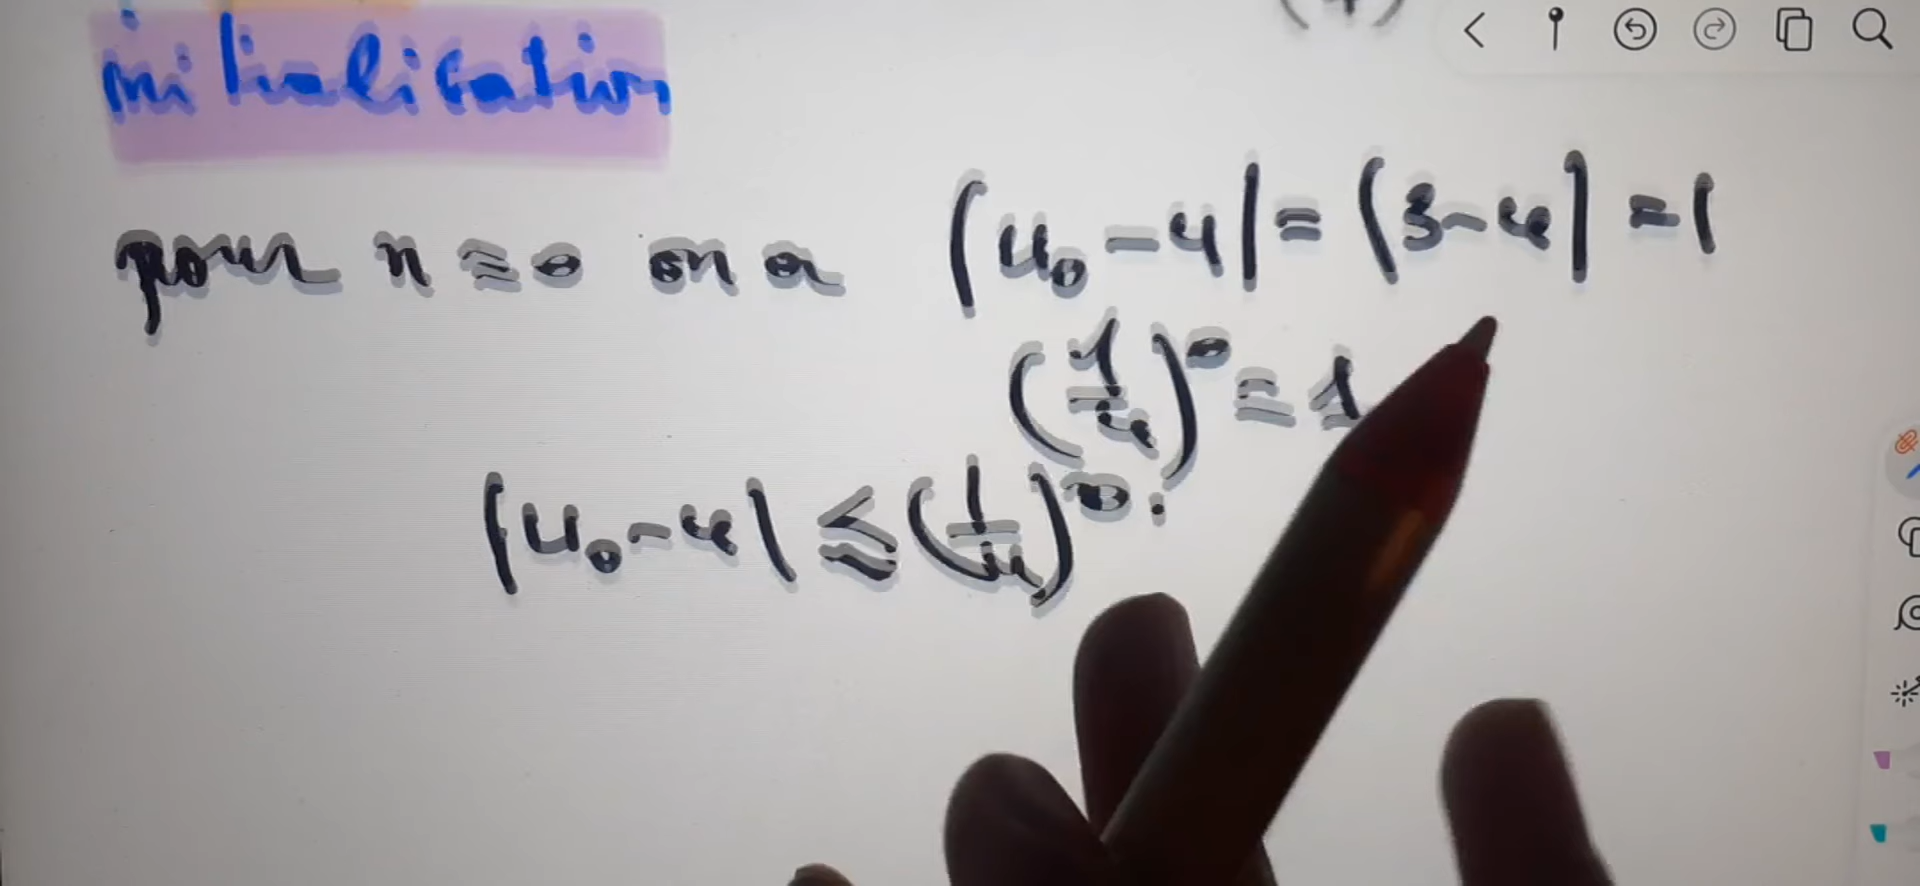 initialisation
pour n = 0 on a |u₀ - 4| = |3 - 4| = 1
(1/4)⁰ = 1
|u₀ - 4| ≤ (1/4)⁰.